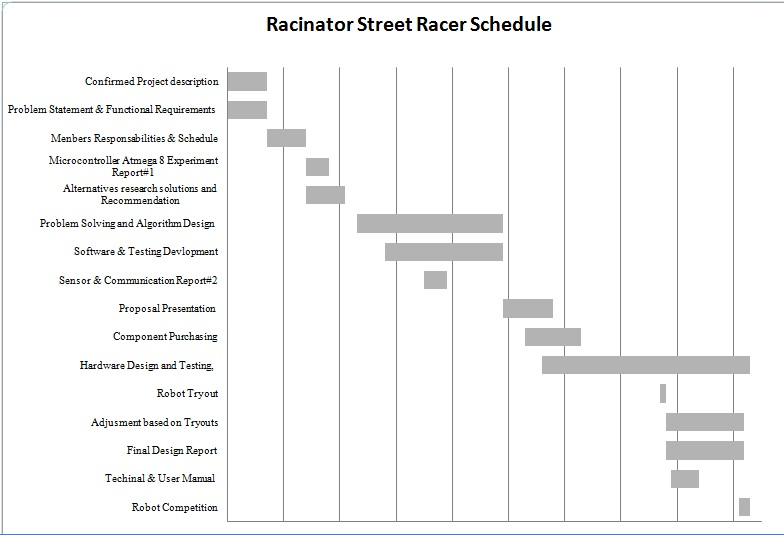 Racinator Street Racer Schedule
Confirmed Project description
Problem Statement & Functional Requirements
Menbers Responsabilities & Schedule
Microcontroller Atmega 8 Experiment
Report#1
Alternatives research solutions and
Recommendation
Problem Solving and Algorithm Design
Software & Testing Devlopment
Sensor & Communication Report#2
Proposal Presentation
Component Purchasing
Hardware Design and Testing,
Robot Tryout
Adjusment based on Tryouts
Final Design Report
Techinal & User Manual
Robot Competition